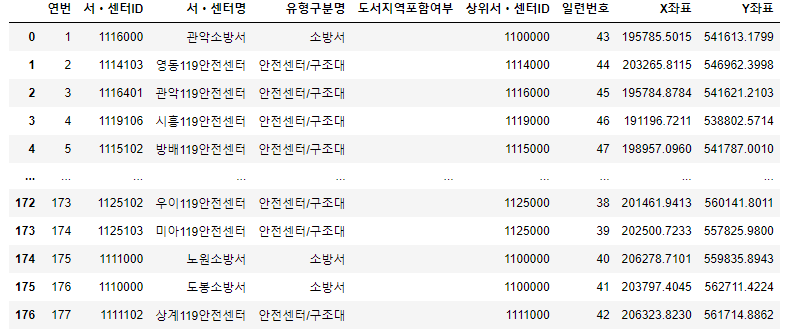 연번 서・센터ID 서・센터명 유형구분명 도서지역포함여부 상위서・센터ID 일련번호 X좌표 Y좌표
0 1 1116000 관악소방서 소방서 1100000 43 195785.5015 541613.1799
1 2 1114103 영등119안전센터 안전센터/구조대 1114000 44 203265.8115 546962.3998
2 3 1116401 관악119안전센터 안전센터/구조대 1116000 45 195784.8784 541621.2103
3 4 1119106 시흥119안전센터 안전센터/구조대 1119000 46 191196.7211 538802.5714
4 5 1115102 방배119안전센터 안전센터/구조대 1115000 47 198957.0960 541787.0010
... ... ... ... ... ... ... ... ... ...
172 173 1125102 우이119안전센터 안전센터/구조대 1125000 38 201461.9413 560141.8011
173 174 1125103 미아119안전센터 안전센터/구조대 1125000 39 202500.7233 557825.9800
174 175 1111000 노원소방서 소방서 1100000 40 206278.7101 559835.8943
175 176 1110000 도봉소방서 소방서 1100000 41 203797.4045 562711.4224
176 177 1111102 상계119안전센터 안전센터/구조대 1111000 42 206323.8230 561714.8862